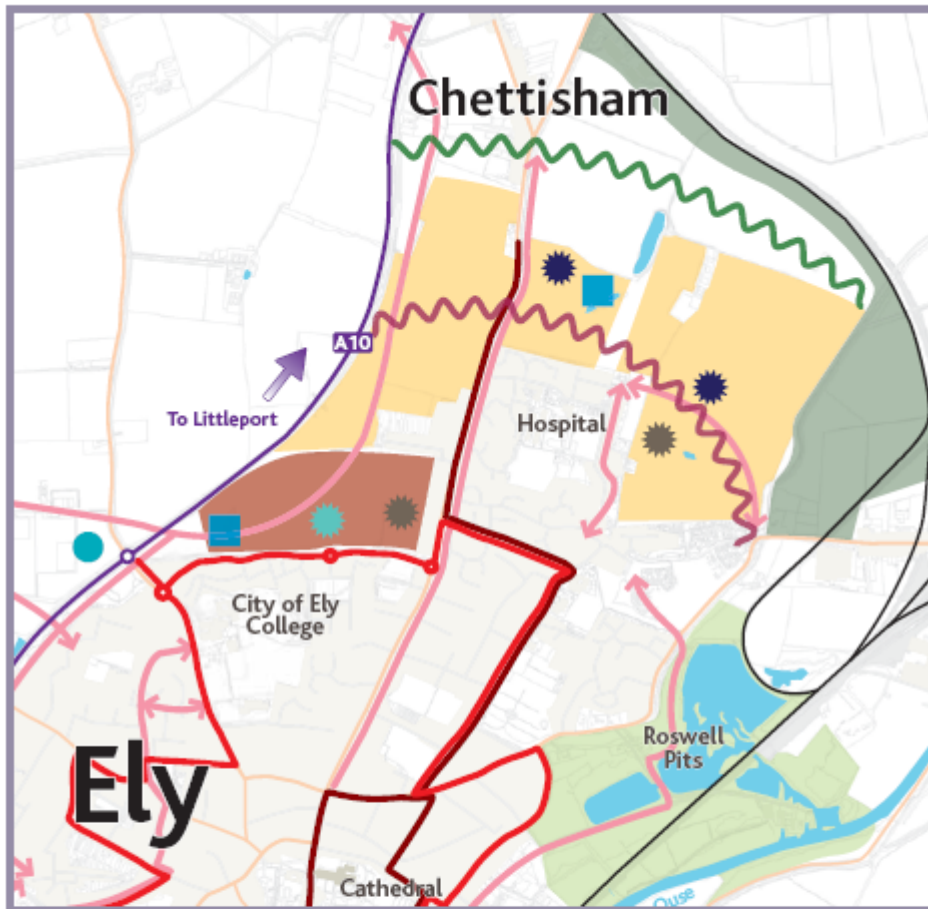 Chettisham
A10
To Littleport
Hospital
City of Ely
College
Roswell
Pits
Ely
Cathedral
Ouse